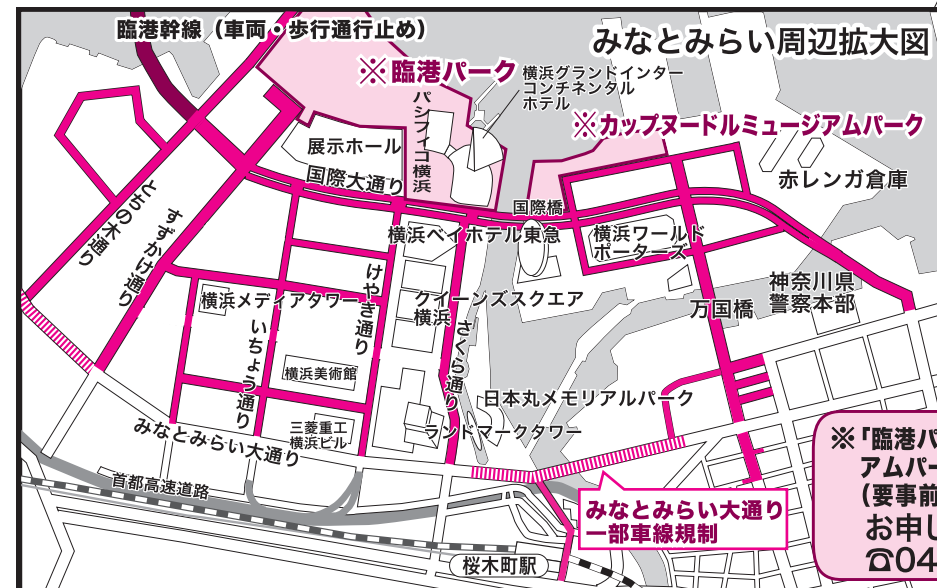 臨港幹線（車両・歩行通行止め）
みなとみらい周辺拡大図
※臨港パーク
横浜グランドインター
コンチネンタル
ホテル
パシフィコ横浜
※カップヌードルミュージアムパーク
展示ホール
国際大通り
赤レンガ倉庫
国際橋
とちの木通り
すずかけ通り
横浜ベイホテル東急
横浜ワールド
ポーターズ
けやき通り
神奈川県
警察本部
横浜メディアタワー
クイーンズスクエア
横浜
万国橋
いちょう通り
さくら通り
横浜美術館
日本丸メモリアルパーク
みなとみらい大通り
三菱重工
横浜ビル
ランドマークタワー
首都高速道路
みなとみらい大通り
一部車線規制
桜木町駅
※「臨港パ
アムパー
（要事前
お申し
☎04